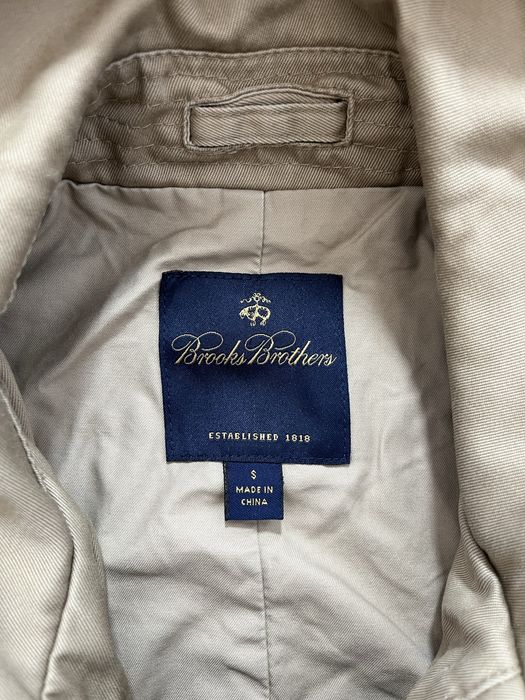 Brooks Brothers
ESTABLISHED 1818
S
MADE IN
CHINA